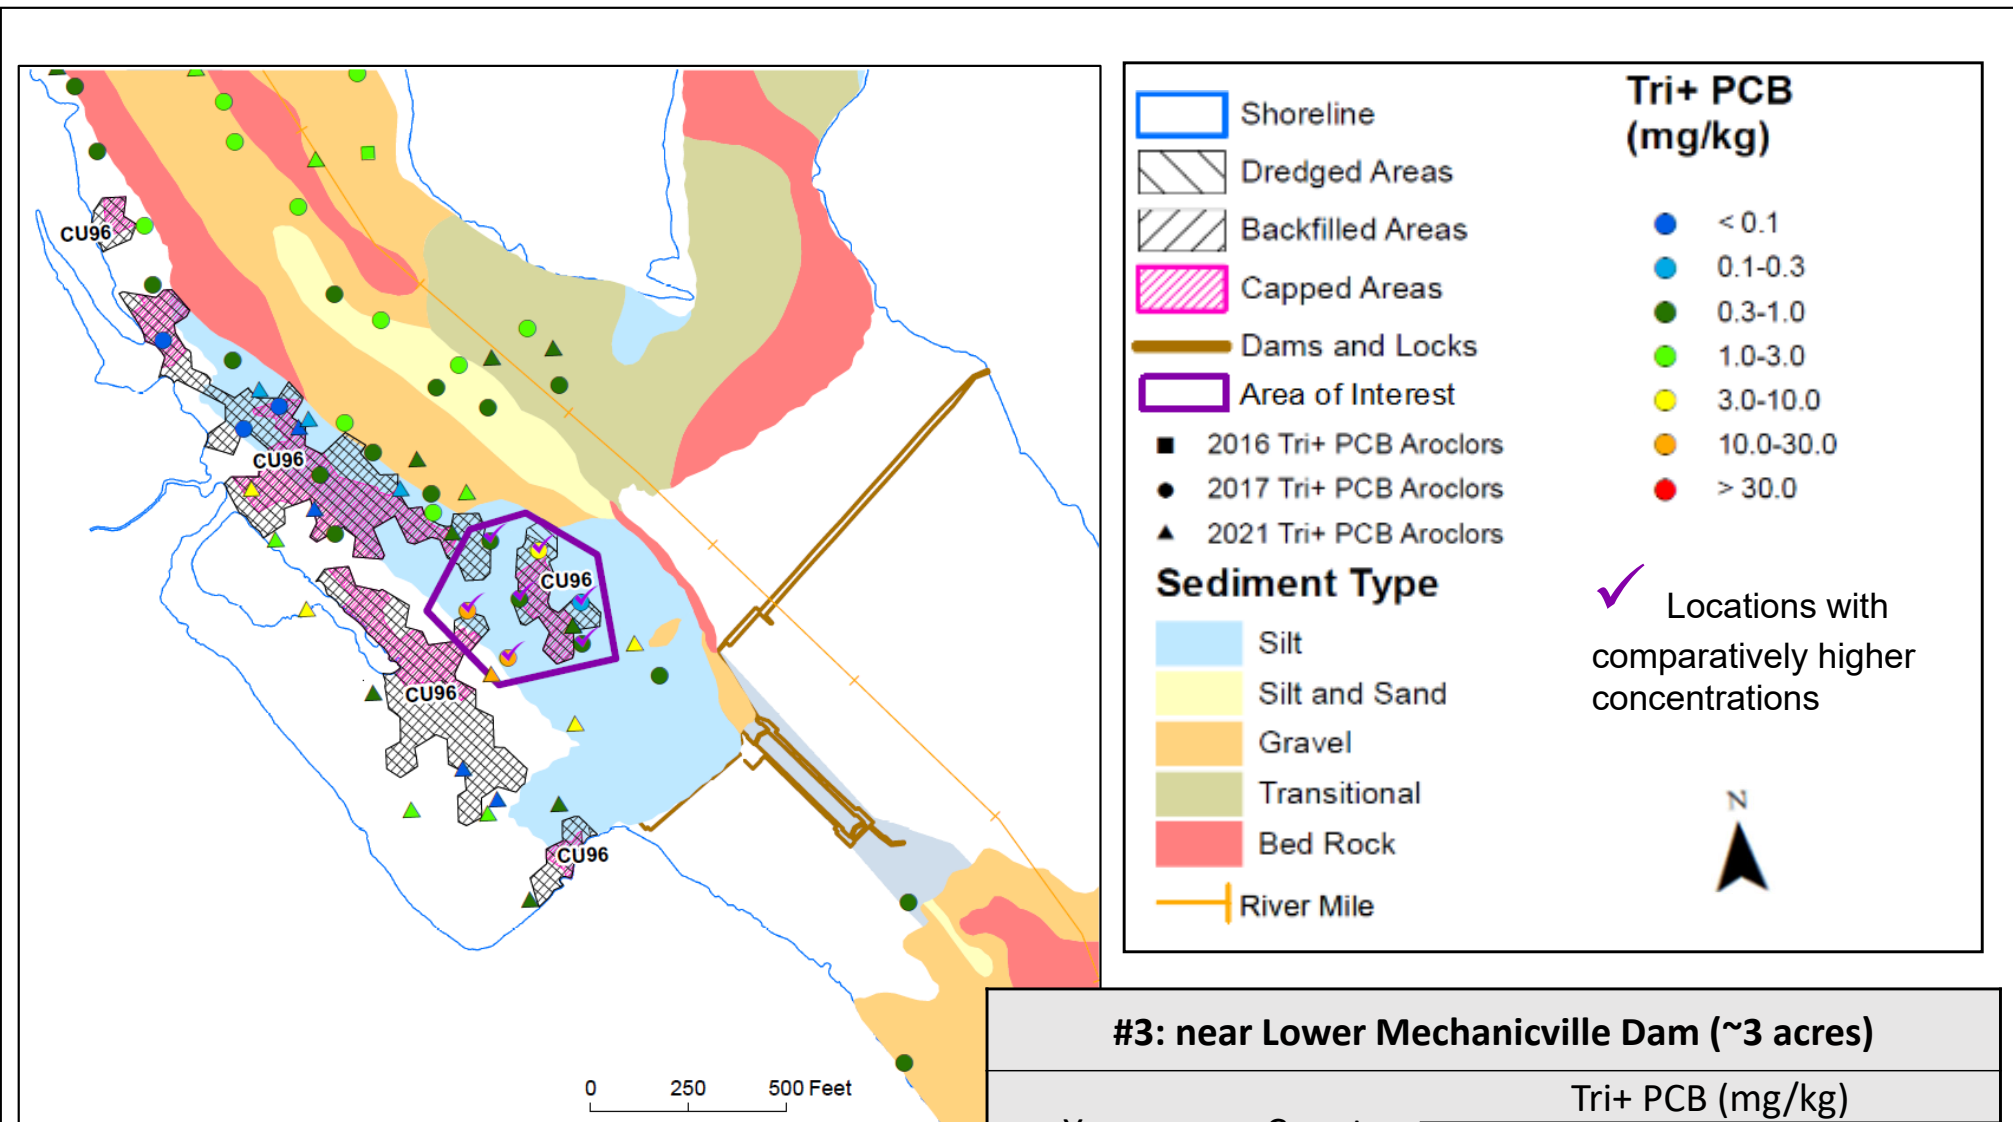 CU96
CU96
CU96
CU96
CU96
0 250 500 Feet
Shoreline
Dredged Areas
Backfilled Areas
Capped Areas
Dams and Locks
Area of Interest
2016 Tri+ PCB Aroclors
2017 Tri+ PCB Aroclors
2021 Tri+ PCB Aroclors
Sediment Type
Silt
Silt and Sand
Gravel
Transitional
Bed Rock
River Mile
Tri+ PCB
(mg/kg)
< 0.1
0.1-0.3
0.3-1.0
1.0-3.0
3.0-10.0
10.0-30.0
> 30.0
Locations with
comparatively higher
concentrations
N
#3: near Lower Mechanicville Dam (~3 acres)
Tri+ PCB (mg/kg)